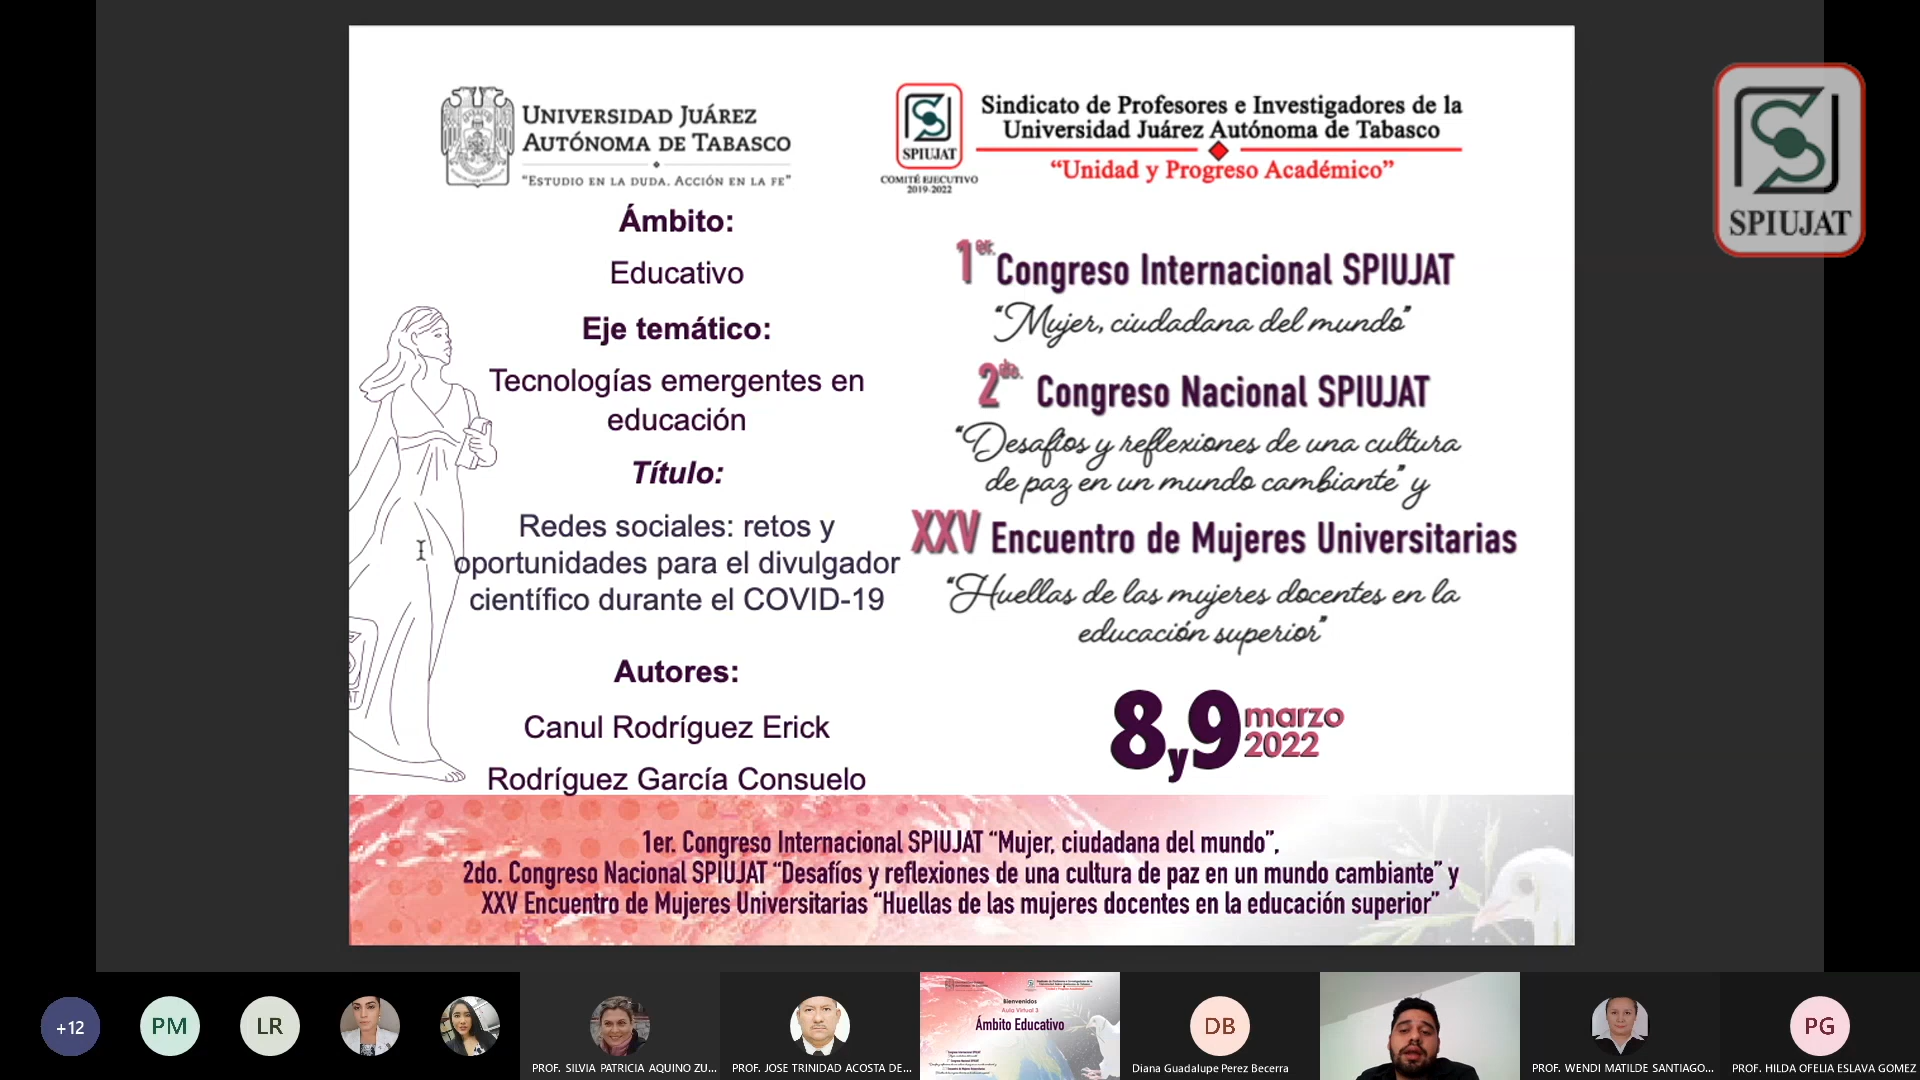 UNIVERSIDAD JUÁREZ
AUTÓNOMA DE TABASCO
“ESTUDIO EN LA DUDA. ACCIÓN EN LA FE”
SPIUJAT
COMITÉ EJECUTIVO
2019-2022
Sindicato de Profesores e Investigadores de la
Universidad Juárez Autónoma de Tabasco
“Unidad y Progreso Académico”
SPIUJAT
Ámbito:
Educativo
Eje temático:
Tecnologías emergentes en
educación
Título:
Redes sociales: retos y
oportunidades para el divulgador
científico durante el COVID-19
Autores:
Canul Rodríguez Erick
Rodríguez García Consuelo
1er. Congreso Internacional SPIUJAT
“Mujer, ciudadana del mundo”
2do. Congreso Nacional SPIUJAT
“Desafíos y reflexiones de una cultura
de paz en un mundo cambiante” y
XXV Encuentro de Mujeres Universitarias
“Huellas de las mujeres docentes en la
educación superior”
8 y 9 marzo
2022
1er. Congreso Internacional SPIUJAT “Mujer, ciudadana del mundo”,
2do. Congreso Nacional SPIUJAT “Desafíos y reflexiones de una cultura de paz en un mundo cambiante” y
XXV Encuentro de Mujeres Universitarias “Huellas de las mujeres docentes en la educación superior”
+12
PM
LR
PROF. SILVIA PATRICIA AQUINO ZU...
PROF. JOSE TRINIDAD ACOSTA DE...
Bienvenidos
Aula Virtual 3
Ámbito Educativo
DB
Diana Guadalupe Perez Becerra
PROF. WENDI MATILDE SANTIAGO...
PG
PROF. HILDA OFELIA ESLAVA GOMEZ